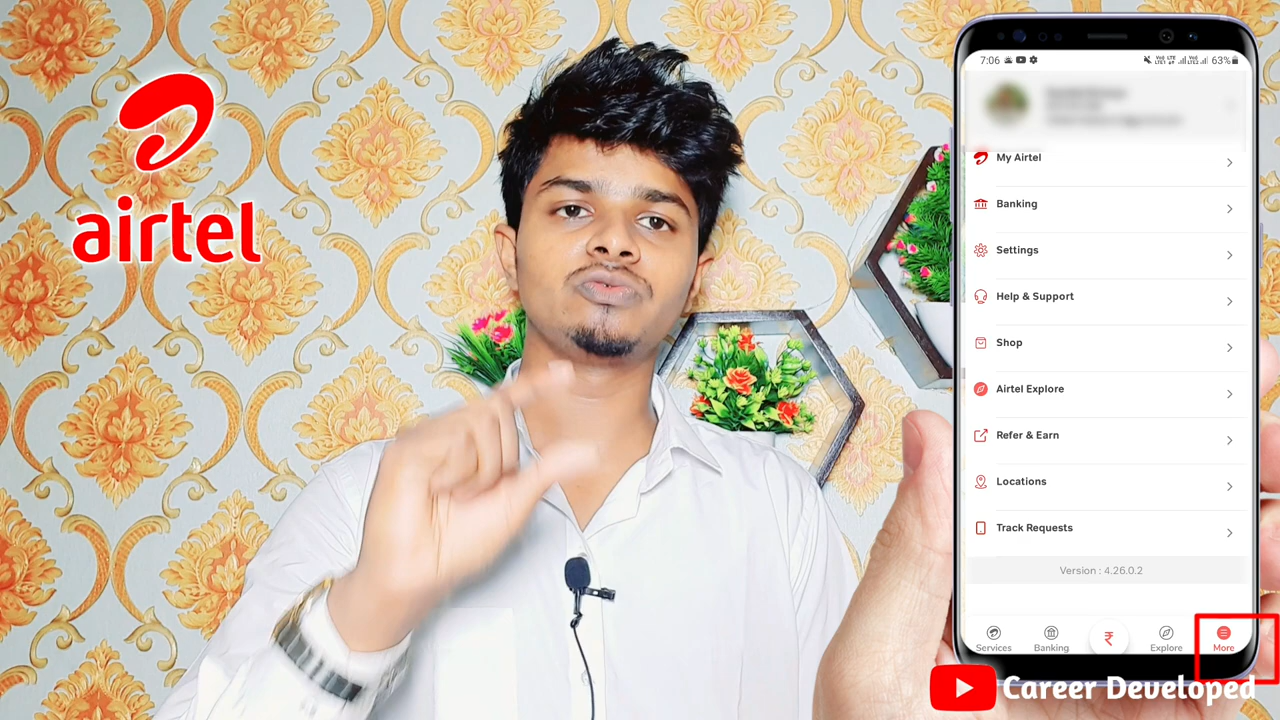 airtel
7:06
63%
My Airtel
Banking
Settings
Help & Support
Shop
Airtel Explore
Refer & Earn
Locations
Track Requests
Version : 4.26.0.2
Services
Banking
₹
Explore
More
Career Developed